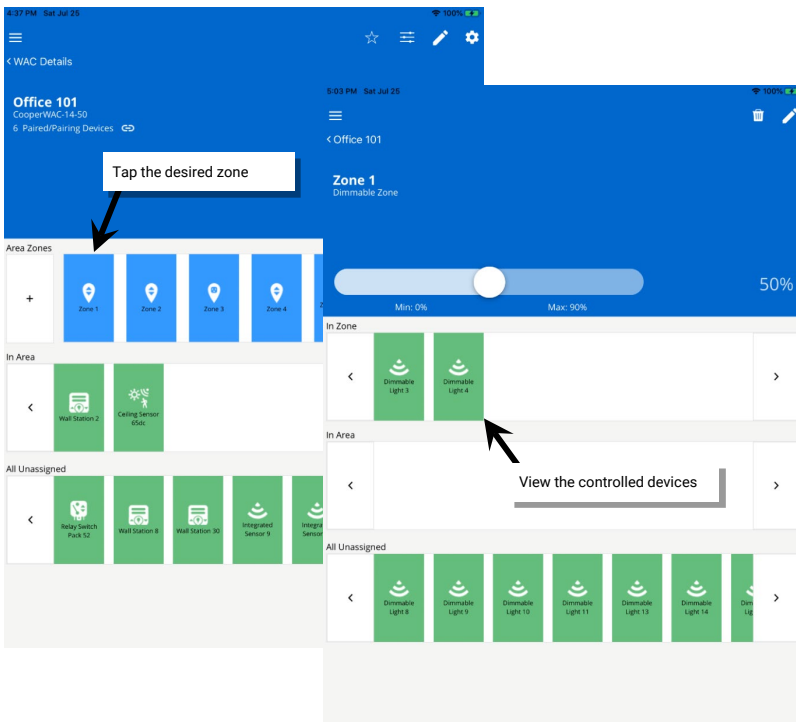 4:37 PM Sat Jul 25
100%
< WAC Details
Office 101
CooperWAC-14-50
6 Paired/Pairing Devices
Tap the desired zone
Area Zones
+
Zone 1
Zone 2
Zone 3
Zone 4
In Area
Wall Station 2
Ceiling Sensor
65dc
All Unassigned
Relay Switch
Pack 52
Wall Station 8
Wall Station 30
Integrated
Sensor 9
Integra
Sensor
5:03 PM Sat Jul 25
100%
< Office 101
Zone 1
Dimmable Zone
50%
Min: 0%
Max: 90%
In Zone
Dimmable
Light 3
Dimmable
Light 4
In Area
View the controlled devices
All Unassigned
Dimmable
Light 8
Dimmable
Light 9
Dimmable
Light 10
Dimmable
Light 11
Dimmable
Light 13
Dimmable
Light 14
Dim
Lig